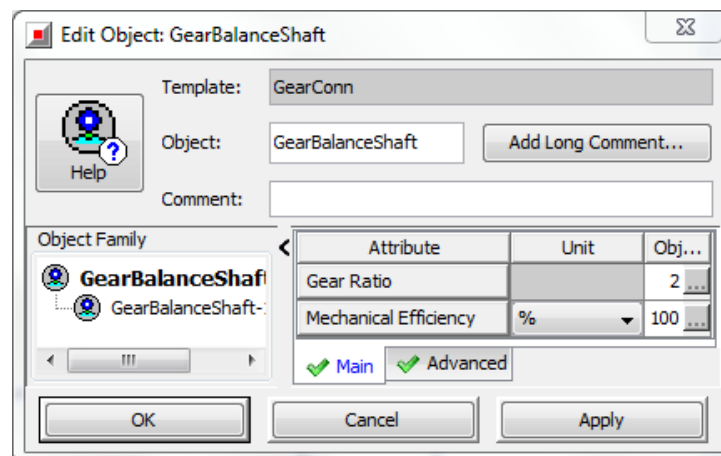 Edit Object: GearBalanceShaft
Template: GearConn
Help
Object: GearBalanceShaft Add Long Comment...
Comment:
Object Family
GearBalanceShaft
GearBalanceShaft-
Attribute Unit Obj...
Gear Ratio 2 ...
Mechanical Efficiency % 100 ...
Main Advanced
OK Cancel Apply